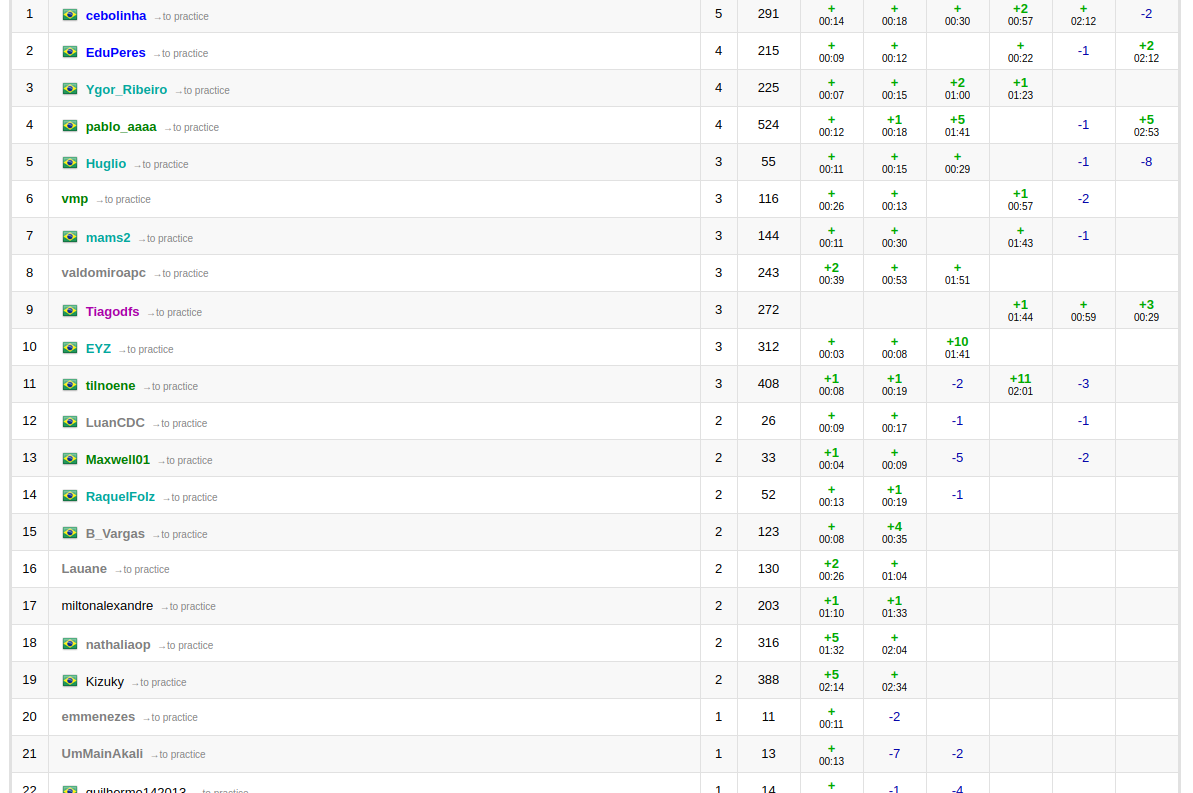 1 cebolinha →to practice 5 291 + 00:14 + 00:18 + 00:30 +2 00:57 + 02:12 -2
2 EduPeres →to practice 4 215 + 00:09 + 00:12 + 00:22 -1 +2 02:12
3 Ygor_Ribeiro →to practice 4 225 + 00:07 + 00:15 +2 01:00 +1 01:23
4 pablo_aaaa →to practice 4 524 + 00:12 +1 00:18 +5 01:41 -1 +5 02:53
5 Huglio →to practice 3 55 + 00:11 + 00:15 + 00:29 -1 -8
6 vmp →to practice 3 116 + 00:26 + 00:13 +1 00:57 -2
7 mams2 →to practice 3 144 + 00:11 + 00:30 + 01:43 -1
8 valdomiroapc →to practice 3 243 +2 00:39 + 00:53 + 01:51
9 Tiagodfs →to practice 3 272 +1 01:44 + 00:59 +3 00:29
10 EYZ →to practice 3 312 + 00:03 + 00:08 +10 01:41
11 tilnoene →to practice 3 408 +1 00:08 +1 00:19 -2 +11 02:01 -3
12 LuanCDC →to practice 2 26 + 00:09 + 00:17 -1 -1
13 Maxwell01 →to practice 2 33 +1 00:04 + 00:09 -5 -2
14 RaquelFolz →to practice 2 52 + 00:13 +1 00:19 -1
15 B_Vargas →to practice 2 123 + 00:08 +4 00:35
16 Lauane →to practice 2 130 +2 00:26 + 01:04
17 miltonalexandre →to practice 2 203 +1 01:10 +1 01:33
18 nathaliaop →to practice 2 316 +5 01:32 + 02:04
19 Kizuky →to practice 2 388 +5 02:14 + 02:34
20 emmenezes →to practice 1 11 + 00:11 -2
21 UmMainAkali →to practice 1 13 + 00:13 -7 -2
22 guilherme142013 →to practice 1 14 + -1 -4